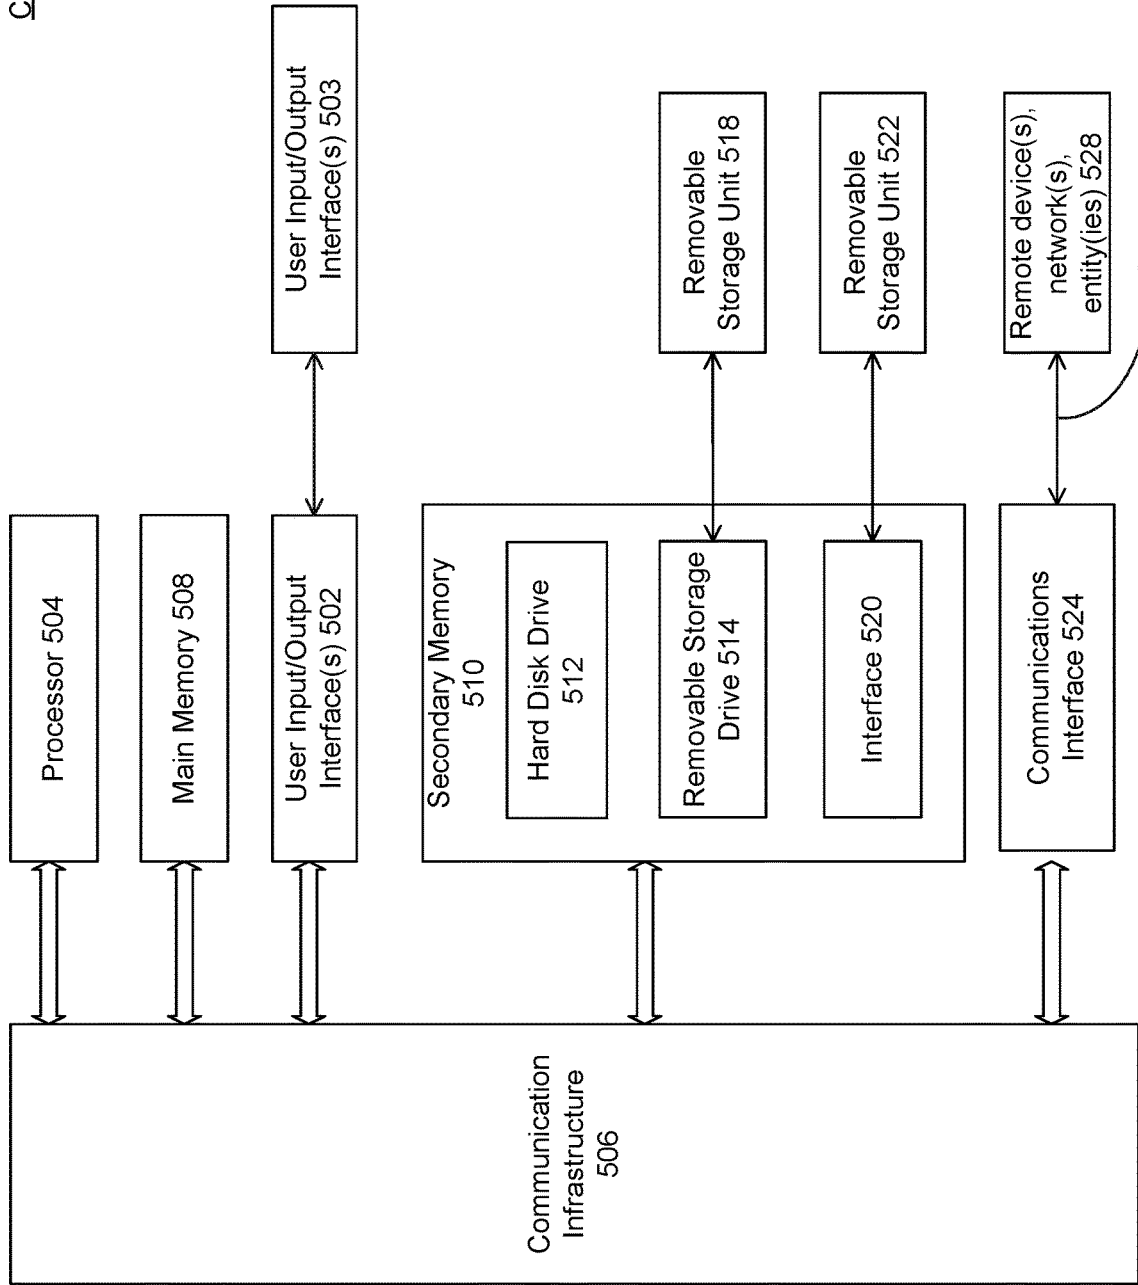 Processor 504
Main Memory 508
User Input/Output
Interface(s) 502
User Input/Output
Interface(s) 503
Secondary Memory
510
Hard Disk Drive
512
Removable Storage
Drive 514
Removable
Storage Unit 518
Interface 520
Removable
Storage Unit 522
Communications
Interface 524
Remote device(s),
network(s),
entity(ies) 528
Communication
Infrastructure
506